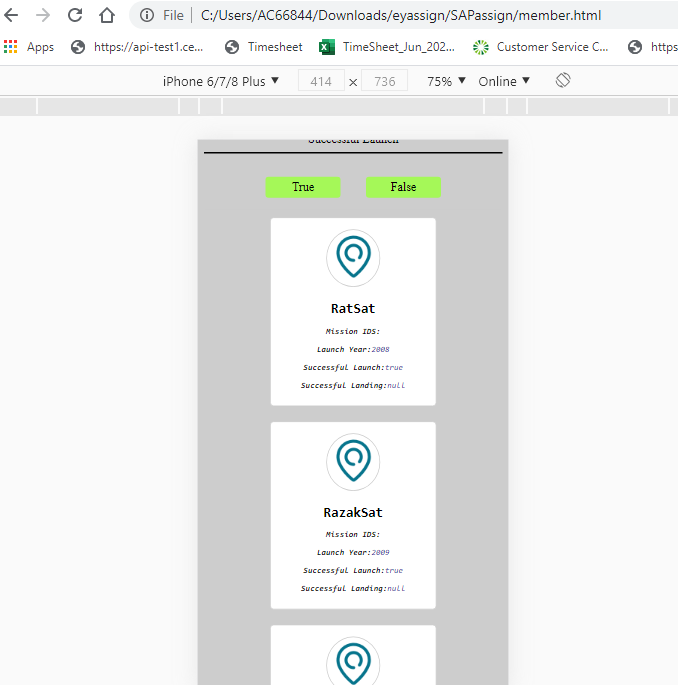 File C:/Users/AC66844/Downloads/eyassign/SAPassign/member.html
Apps https://api-test1.ce... Timesheet TimeSheet_Jun_202... Customer Service C... https
iPhone 6/7/8 Plus 414 × 736 75% Online
Successful Launch
True False
RatSat
Mission IDS:
Launch Year:2008
Successful Launch:true
Successful Landing:null
RazakSat
Mission IDS:
Launch Year:2009
Successful Launch:true
Successful Landing:null